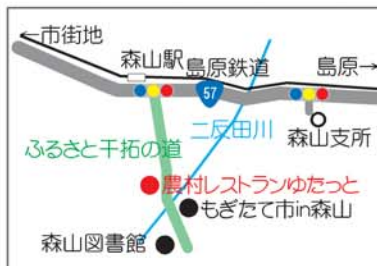 ←市街地
森山駅
島原鉄道
島原→
57
二反田川
森山支所
ふるさと干拓の道
農村レストランゆたっと
もぎたて市in森山
森山図書館